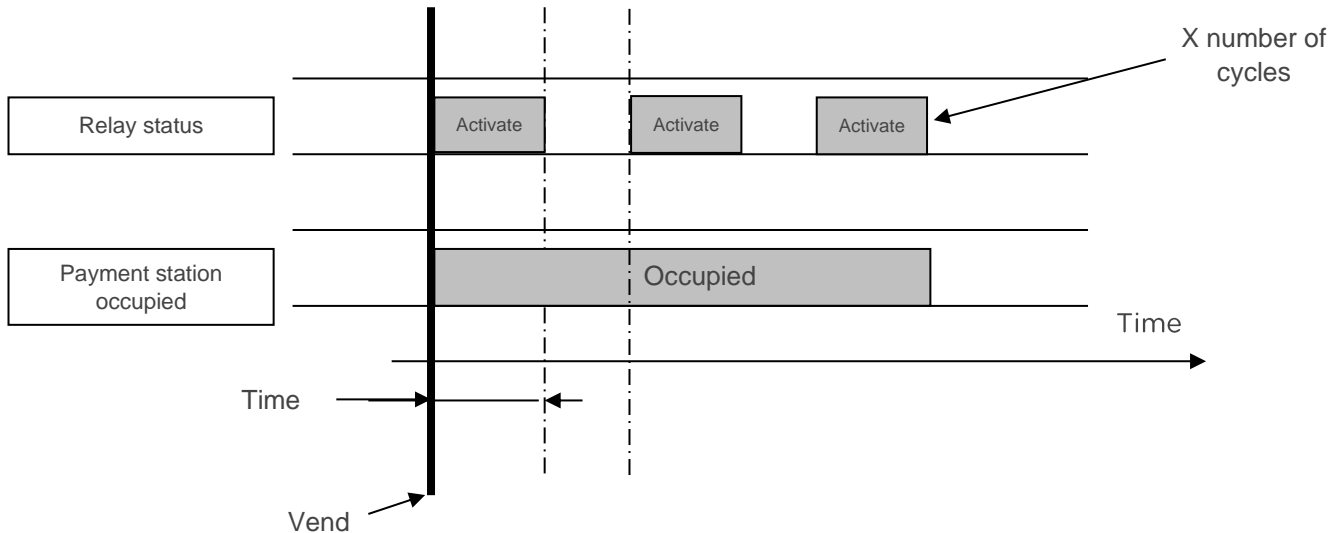 X number of
cycles
Relay status
Activate
Activate
Activate
Payment station
occupied
Occupied
Time
Time
Vend